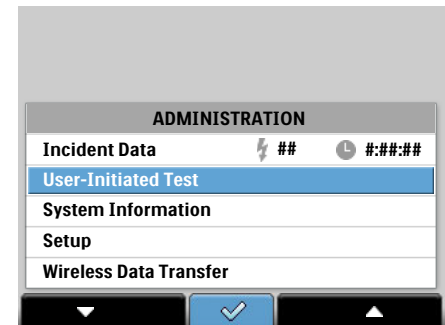 ADMINISTRATION
Incident Data ## #:##:##
User-Initiated Test
System Information
Setup
Wireless Data Transfer